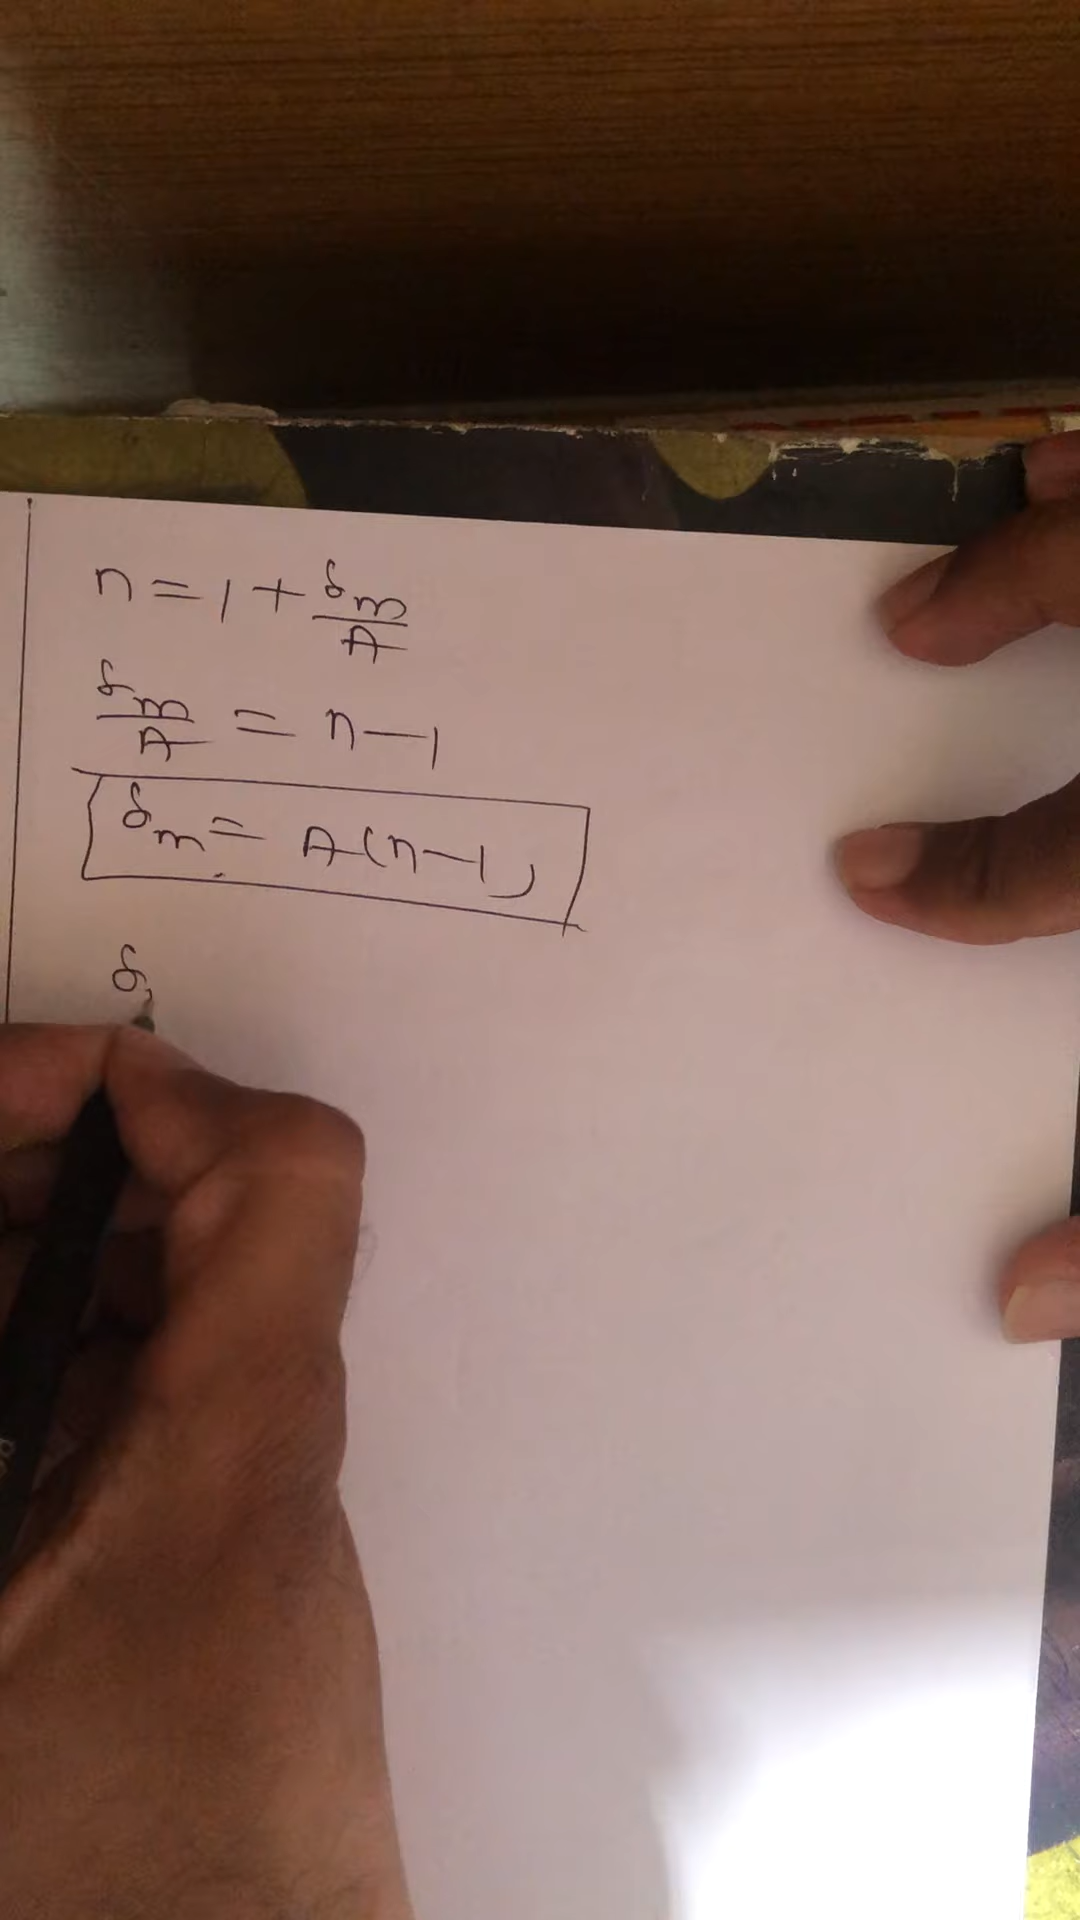 n = 1 + δm/A
δm/A = n - 1
δm = A(n-1)
δ